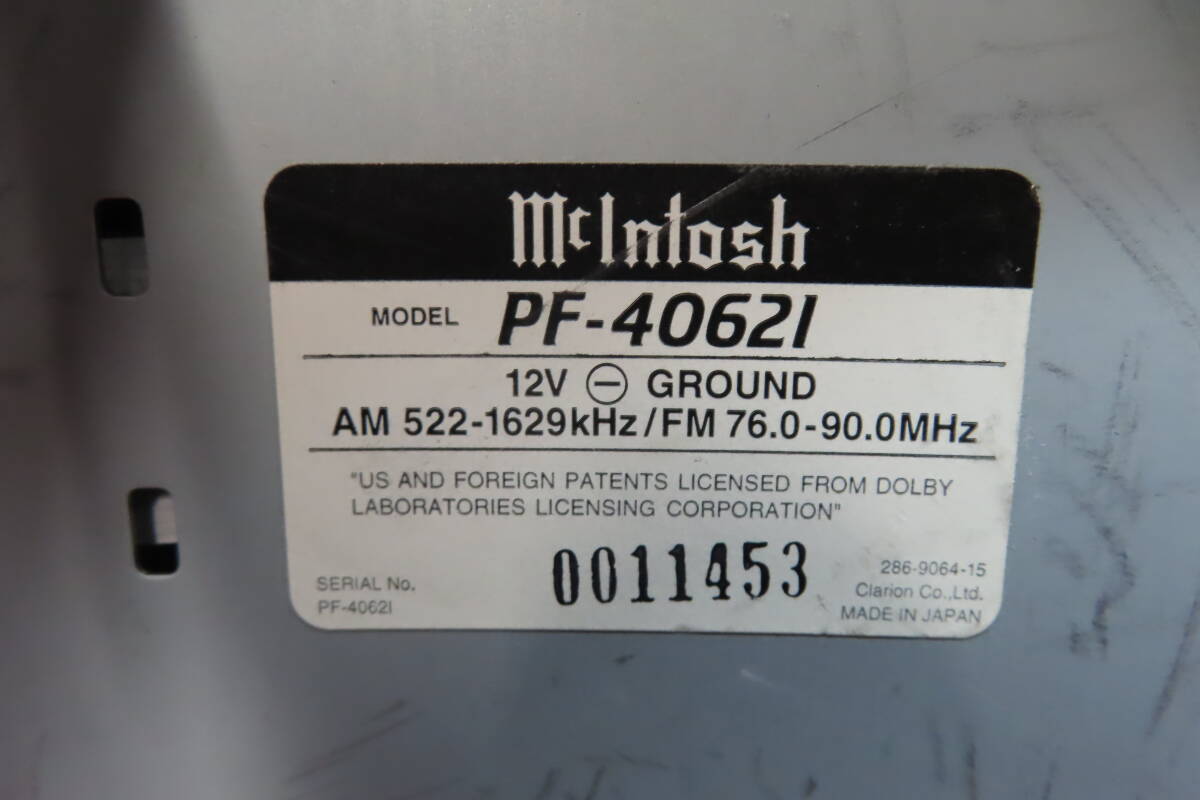 McIntosh
MODEL PF-4062I
12V ⊖ GROUND
AM 522-1629kHz/FM 76.0-90.0MHz
"US AND FOREIGN PATENTS LICENSED FROM DOLBY
LABORATORIES LICENSING CORPORATION"
0011453
SERIAL No.
PF-4062I
286-9064-15
Clarion Co.,Ltd.
MADE IN JAPAN